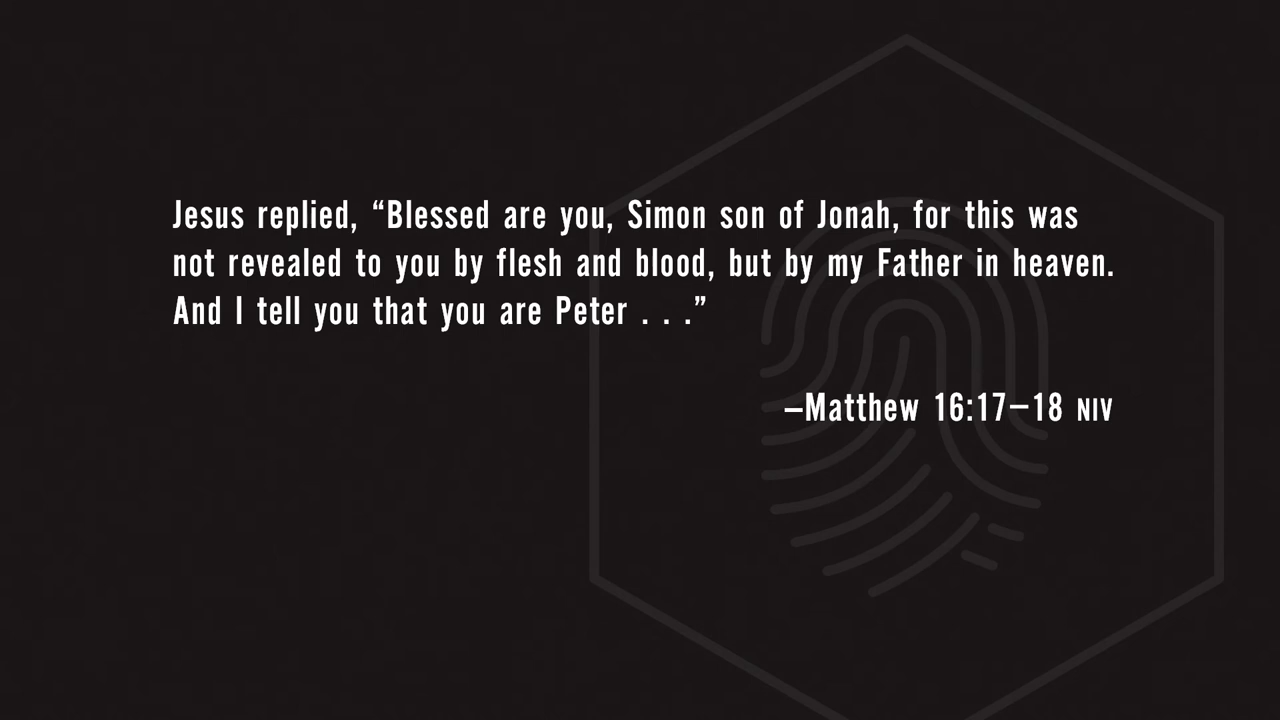 Jesus replied, “Blessed are you, Simon son of Jonah, for this was
not revealed to you by flesh and blood, but by my Father in heaven.
And I tell you that you are Peter . . .”
–Matthew 16:17–18 NIV